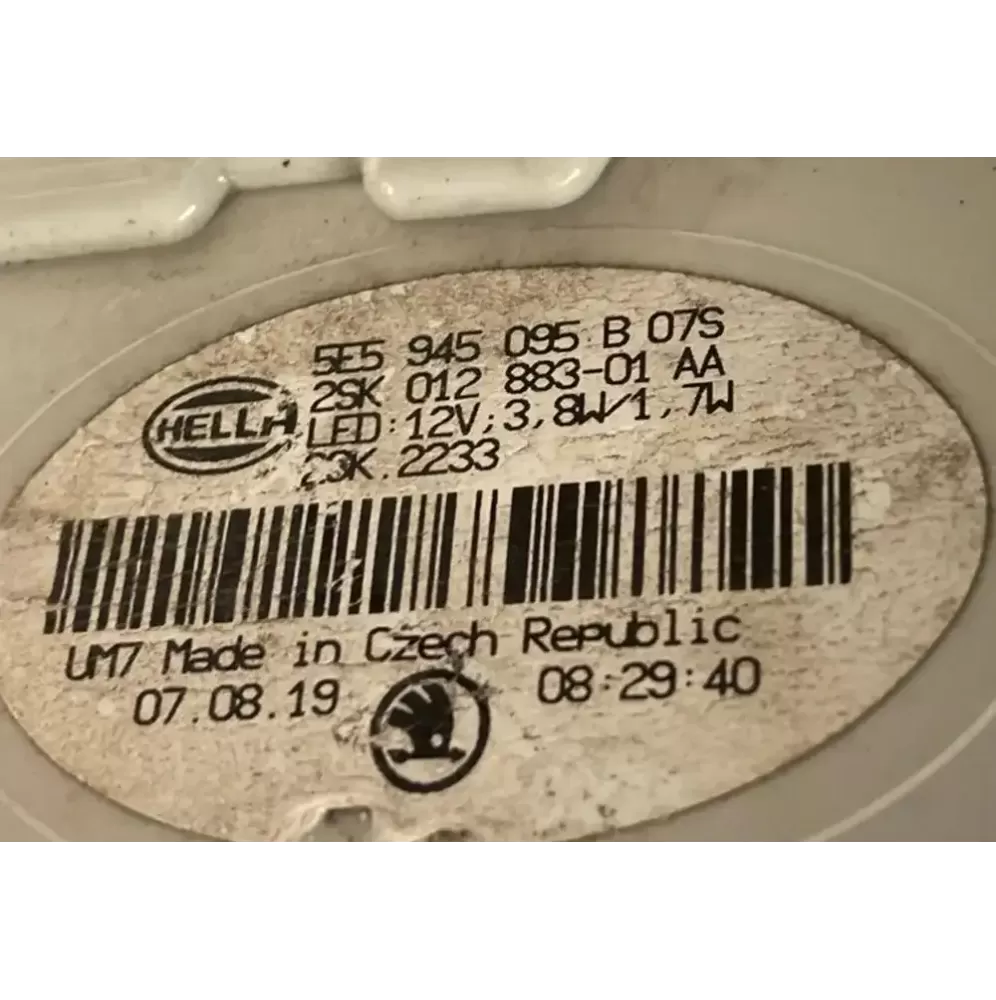 5E5 945 095 B 07S
HELLA
2SK 012 883-01 AA
LED: 12V; 3,8W/1,7W
2233
UM7 Made in Czech Republic
07.08.19
08:29:40